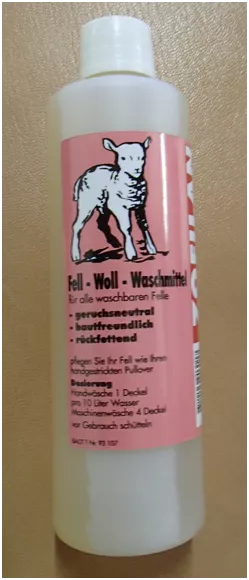 Fell - Woll - Waschmittel
Für alle waschbaren Felle
- geruchsneutral
- hautfreundlich
- rückfettend
pflegen Sie Ihr Fell wie Ihren
handgestrickten Pullover
Dosierung
Handwäsche 1 Deckel
pro 10 Liter Wasser
Maschinenwäsche 4 Deckel
vor Gebrauch schütteln